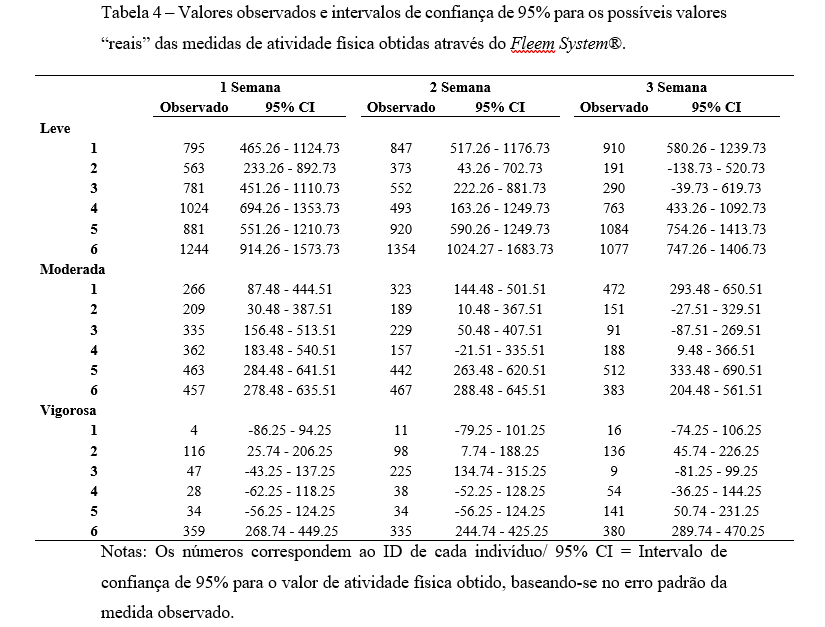 Tabela 4 – Valores observados e intervalos de confiança de 95% para os possíveis valores
“reais” das medidas de atividade física obtidas através do Fleem System®.
1 Semana 2 Semana 3 Semana
Observado 95% CI Observado 95% CI Observado 95% CI
Leve
1 795 465.26 - 1124.73 847 517.26 - 1176.73 910 580.26 - 1239.73
2 563 233.26 - 892.73 373 43.26 - 702.73 191 -138.73 - 520.73
3 781 451.26 - 1110.73 552 222.26 - 881.73 290 -39.73 - 619.73
4 1024 694.26 - 1353.73 493 163.26 - 1249.73 763 433.26 - 1092.73
5 881 551.26 - 1210.73 920 590.26 - 1249.73 1084 754.26 - 1413.73
6 1244 914.26 - 1573.73 1354 1024.27 - 1683.73 1077 747.26 - 1406.73
Moderada
1 266 87.48 - 444.51 323 144.48 - 501.51 472 293.48 - 650.51
2 209 30.48 - 387.51 189 10.48 - 367.51 151 -27.51 - 329.51
3 335 156.48 - 513.51 229 50.48 - 407.51 91 -87.51 - 269.51
4 362 183.48 - 540.51 157 -21.51 - 335.51 188 9.48 - 366.51
5 463 284.48 - 641.51 442 263.48 - 620.51 512 333.48 - 690.51
6 457 278.48 - 635.51 467 288.48 - 645.51 383 204.48 - 561.51
Vigorosa
1 4 -86.25 - 94.25 11 -79.25 - 101.25 16 -74.25 - 106.25
2 116 25.74 - 206.25 98 7.74 - 188.25 136 45.74 - 226.25
3 47 -43.25 - 137.25 225 134.74 - 315.25 9 -81.25 - 99.25
4 28 -62.25 - 118.25 38 -52.25 - 128.25 54 -36.25 - 144.25
5 34 -56.25 - 124.25 34 -56.25 - 124.25 141 50.74 - 231.25
6 359 268.74 - 449.25 335 244.74 - 425.25 380 289.74 - 470.25
Notas: Os números correspondem ao ID de cada indivíduo/ 95% CI = Intervalo de
confiança de 95% para o valor de atividade física obtido, baseando-se no erro padrão da
medida observado.